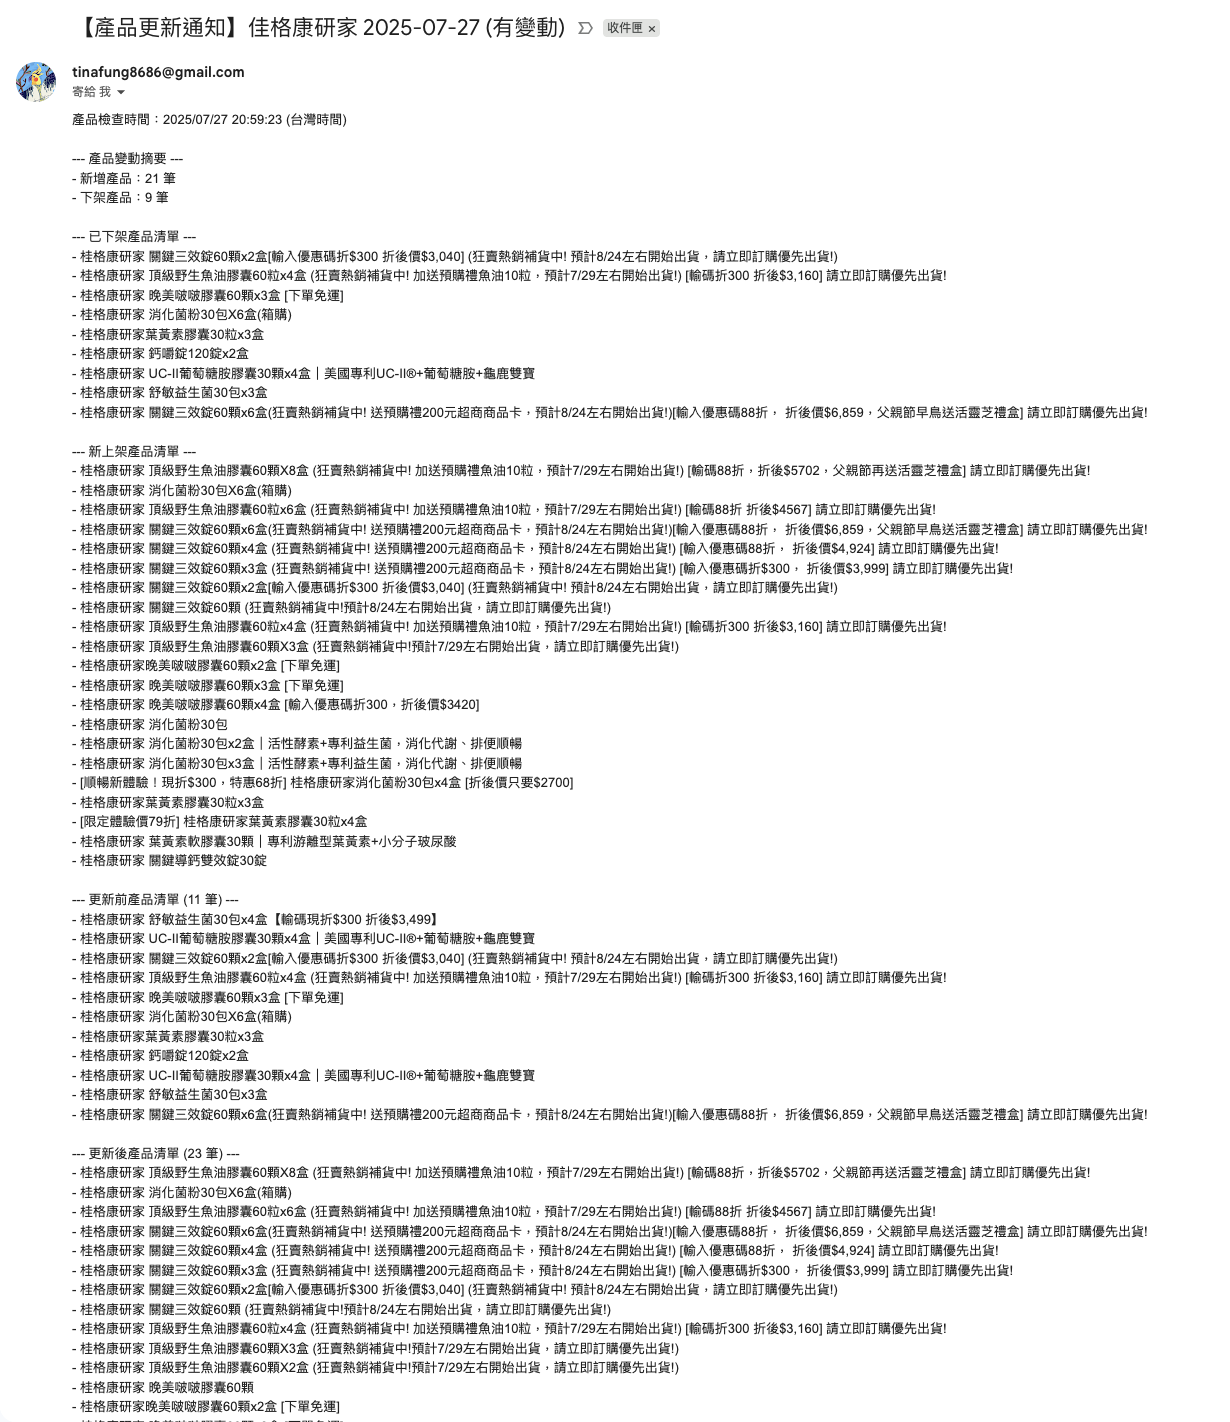 【產品更新通知】佳格康研家 2025-07-27 (有變動) 收件匣 ×
tinafung8686@gmail.com
寄給 我
產品檢查時間：2025/07/27 20:59:23 (台灣時間)
--- 產品變動摘要 ---
- 新增產品：21 筆
- 下架產品：9 筆
--- 已下架產品清單 ---
- 桂格康研家 關鍵三效錠60顆x2盒[輸入優惠碼折$300 折後價$3,040] (狂賣熱銷補貨中! 預計8/24左右開始出貨，請立即訂購優先出貨!)
- 桂格康研家 頂級野生魚油膠囊60粒x4盒 (狂賣熱銷補貨中! 加送預購禮魚油10粒，預計7/29左右開始出貨!) [輸碼折300 折後$3,160] 請立即訂購優先出貨!
- 桂格康研家 晚美啵啵膠囊60顆x3盒 [下單免運]
- 桂格康研家 消化菌粉30包X6盒(箱購)
- 桂格康研家葉黃素膠囊30粒x3盒
- 桂格康研家 鈣嚼錠120錠x2盒
- 桂格康研家 UC-II葡萄糖胺膠囊30顆x4盒｜美國專利UC-II®+葡萄糖胺+龜鹿雙寶
- 桂格康研家 舒敏益生菌30包x3盒
- 桂格康研家 關鍵三效錠60顆x6盒(狂賣熱銷補貨中! 送預購禮200元超商商品卡，預計8/24左右開始出貨!)[輸入優惠碼88折， 折後價$6,859，父親節早鳥送活靈芝禮盒] 請立即訂購優先出貨!
--- 新上架產品清單 ---
- 桂格康研家 頂級野生魚油膠囊60顆X8盒 (狂賣熱銷補貨中! 加送預購禮魚油10粒，預計7/29左右開始出貨!) [輸碼88折，折後$5702，父親節再送活靈芝禮盒] 請立即訂購優先出貨!
- 桂格康研家 消化菌粉30包X6盒(箱購)
- 桂格康研家 頂級野生魚油膠囊60粒x6盒 (狂賣熱銷補貨中! 加送預購禮魚油10粒，預計7/29左右開始出貨!) [輸碼88折 折後$4567] 請立即訂購優先出貨!
- 桂格康研家 關鍵三效錠60顆x6盒(狂賣熱銷補貨中! 送預購禮200元超商商品卡，預計8/24左右開始出貨!)[輸入優惠碼88折， 折後價$6,859，父親節早鳥送活靈芝禮盒] 請立即訂購優先出貨!
- 桂格康研家 關鍵三效錠60顆x4盒 (狂賣熱銷補貨中! 送預購禮200元超商商品卡，預計8/24左右開始出貨!) [輸入優惠碼88折， 折後價$4,924] 請立即訂購優先出貨!
- 桂格康研家 關鍵三效錠60顆x3盒 (狂賣熱銷補貨中! 送預購禮200元超商商品卡，預計8/24左右開始出貨!) [輸入優惠碼折$300， 折後價$3,999] 請立即訂購優先出貨!
- 桂格康研家 關鍵三效錠60顆x2盒[輸入優惠碼折$300 折後價$3,040] (狂賣熱銷補貨中! 預計8/24左右開始出貨，請立即訂購優先出貨!)
- 桂格康研家 關鍵三效錠60顆 (狂賣熱銷補貨中!預計8/24左右開始出貨，請立即訂購優先出貨!)
- 桂格康研家 頂級野生魚油膠囊60粒x4盒 (狂賣熱銷補貨中! 加送預購禮魚油10粒，預計7/29左右開始出貨!) [輸碼折300 折後$3,160] 請立即訂購優先出貨!
- 桂格康研家 頂級野生魚油膠囊60顆X3盒 (狂賣熱銷補貨中!預計7/29左右開始出貨，請立即訂購優先出貨!)
- 桂格康研家晚美啵啵膠囊60顆x2盒 [下單免運]
- 桂格康研家 晚美啵啵膠囊60顆x3盒 [下單免運]
- 桂格康研家 晚美啵啵膠囊60顆x4盒 [輸入優惠碼折300，折後價$3420]
- 桂格康研家 消化菌粉30包
- 桂格康研家 消化菌粉30包x2盒｜活性酵素+專利益生菌，消化代謝、排便順暢
- 桂格康研家 消化菌粉30包x3盒｜活性酵素+專利益生菌，消化代謝、排便順暢
- [順暢新體驗！現折$300，特惠68折] 桂格康研家消化菌粉30包x4盒 [折後價只要$2700]
- 桂格康研家葉黃素膠囊30粒x3盒
- [限定體驗價79折] 桂格康研家葉黃素膠囊30粒x4盒
- 桂格康研家 葉黃素軟膠囊30顆｜專利游離型葉黃素+小分子玻尿酸
- 桂格康研家 關鍵導鈣雙效錠30錠
--- 更新前產品清單 (11 筆) ---
- 桂格康研家 舒敏益生菌30包x4盒【輸碼現折$300 折後$3,499】
- 桂格康研家 UC-II葡萄糖胺膠囊30顆x4盒｜美國專利UC-II®+葡萄糖胺+龜鹿雙寶
- 桂格康研家 關鍵三效錠60顆x2盒[輸入優惠碼折$300 折後價$3,040] (狂賣熱銷補貨中! 預計8/24左右開始出貨，請立即訂購優先出貨!)
- 桂格康研家 頂級野生魚油膠囊60粒x4盒 (狂賣熱銷補貨中! 加送預購禮魚油10粒，預計7/29左右開始出貨!) [輸碼折300 折後$3,160] 請立即訂購優先出貨!
- 桂格康研家 晚美啵啵膠囊60顆x3盒 [下單免運]
- 桂格康研家 消化菌粉30包X6盒(箱購)
- 桂格康研家葉黃素膠囊30粒x3盒
- 桂格康研家 鈣嚼錠120錠x2盒
- 桂格康研家 UC-II葡萄糖胺膠囊30顆x4盒｜美國專利UC-II®+葡萄糖胺+龜鹿雙寶
- 桂格康研家 舒敏益生菌30包x3盒
- 桂格康研家 關鍵三效錠60顆x6盒(狂賣熱銷補貨中! 送預購禮200元超商商品卡，預計8/24左右開始出貨!)[輸入優惠碼88折， 折後價$6,859，父親節早鳥送活靈芝禮盒] 請立即訂購優先出貨!
--- 更新後產品清單 (23 筆) ---
- 桂格康研家 頂級野生魚油膠囊60顆X8盒 (狂賣熱銷補貨中! 加送預購禮魚油10粒，預計7/29左右開始出貨!) [輸碼88折，折後$5702，父親節再送活靈芝禮盒] 請立即訂購優先出貨!
- 桂格康研家 消化菌粉30包X6盒(箱購)
- 桂格康研家 頂級野生魚油膠囊60粒x6盒 (狂賣熱銷補貨中! 加送預購禮魚油10粒，預計7/29左右開始出貨!) [輸碼88折 折後$4567] 請立即訂購優先出貨!
- 桂格康研家 關鍵三效錠60顆x6盒(狂賣熱銷補貨中! 送預購禮200元超商商品卡，預計8/24左右開始出貨!)[輸入優惠碼88折， 折後價$6,859，父親節早鳥送活靈芝禮盒] 請立即訂購優先出貨!
- 桂格康研家 關鍵三效錠60顆x4盒 (狂賣熱銷補貨中! 送預購禮200元超商商品卡，預計8/24左右開始出貨!) [輸入優惠碼88折， 折後價$4,924] 請立即訂購優先出貨!
- 桂格康研家 關鍵三效錠60顆x3盒 (狂賣熱銷補貨中! 送預購禮200元超商商品卡，預計8/24左右開始出貨!) [輸入優惠碼折$300， 折後價$3,999] 請立即訂購優先出貨!
- 桂格康研家 關鍵三效錠60顆x2盒[輸入優惠碼折$300 折後價$3,040] (狂賣熱銷補貨中! 預計8/24左右開始出貨，請立即訂購優先出貨!)
- 桂格康研家 關鍵三效錠60顆 (狂賣熱銷補貨中!預計8/24左右開始出貨，請立即訂購優先出貨!)
- 桂格康研家 頂級野生魚油膠囊60粒x4盒 (狂賣熱銷補貨中! 加送預購禮魚油10粒，預計7/29左右開始出貨!) [輸碼折300 折後$3,160] 請立即訂購優先出貨!
- 桂格康研家 頂級野生魚油膠囊60顆X3盒 (狂賣熱銷補貨中!預計7/29左右開始出貨，請立即訂購優先出貨!)
- 桂格康研家 頂級野生魚油膠囊60顆X2盒 (狂賣熱銷補貨中!預計7/29左右開始出貨，請立即訂購優先出貨!)
- 桂格康研家 晚美啵啵膠囊60顆
- 桂格康研家晚美啵啵膠囊60顆x2盒 [下單免運]